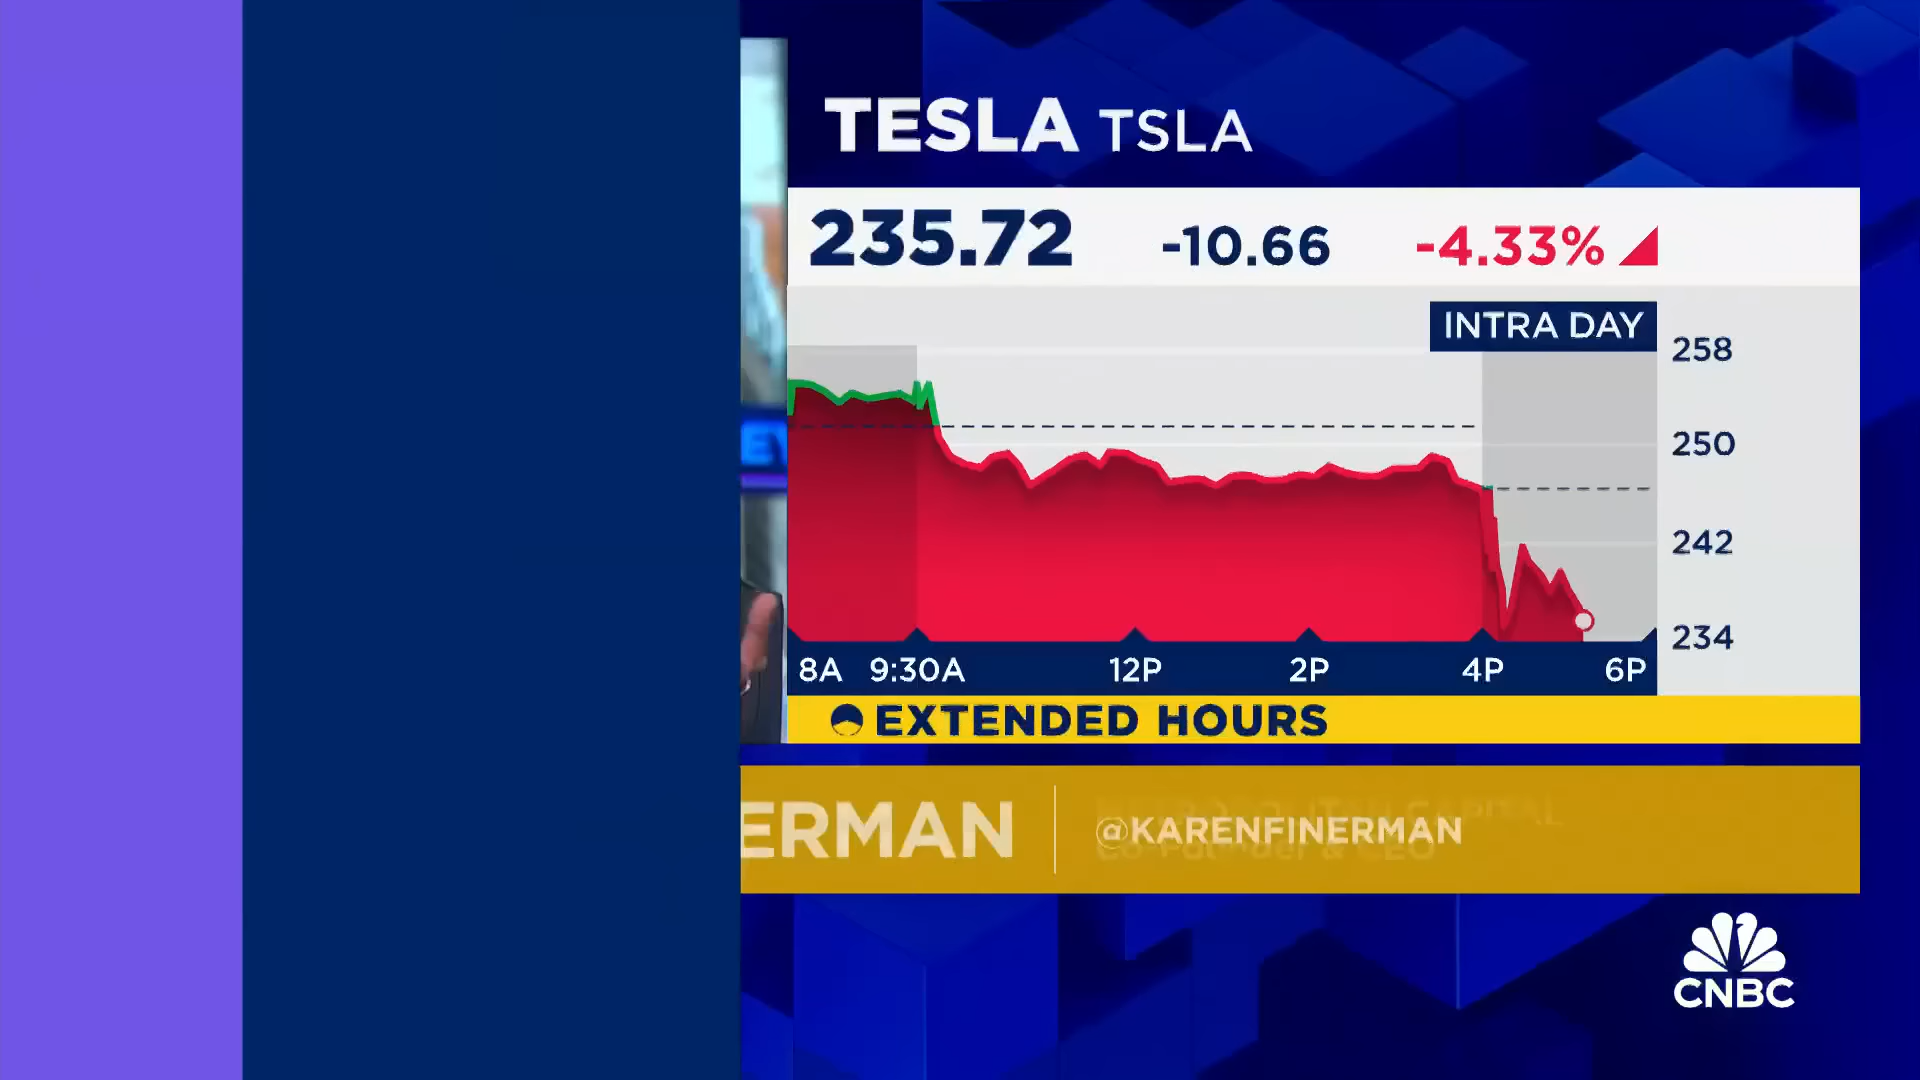 TESLA TSLA
235.72 -10.66 -4.33%
INTRA DAY
258
250
242
234
8A 9:30A 12P 2P 4P 6P
EXTENDED HOURS
ERMAN @KARENFINERMAN
CNBC